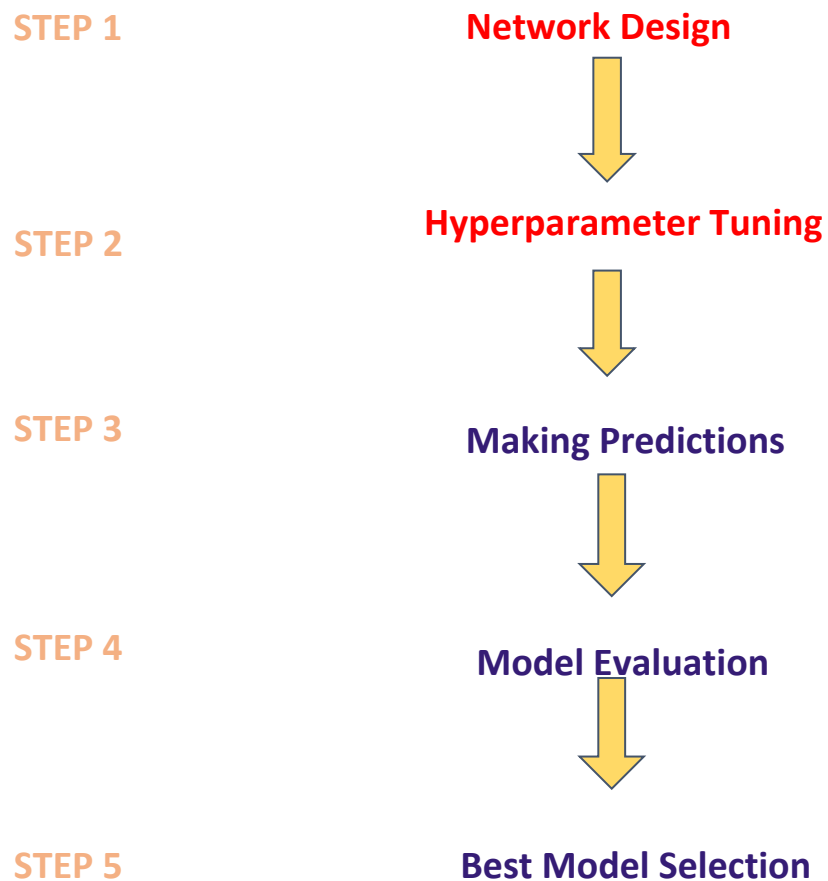 STEP 1
Network Design
STEP 2
Hyperparameter Tuning
STEP 3
Making Predictions
STEP 4
Model Evaluation
STEP 5
Best Model Selection